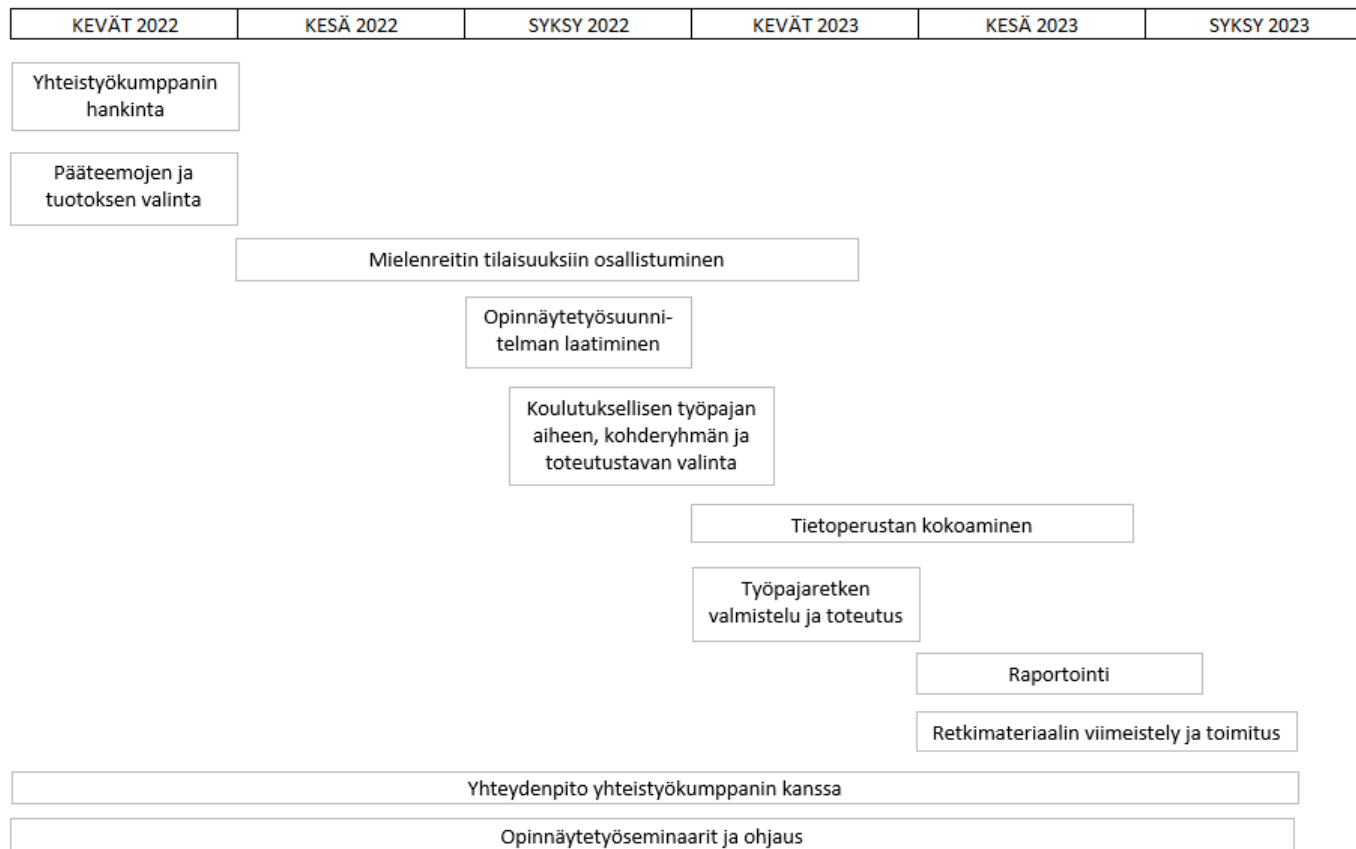 KEVÄT 2022 KESÄ 2022 SYKSY 2022 KEVÄT 2023 KESÄ 2023 SYKSY 2023
Yhteistyökumppanin
hankinta
Pääteemojen ja
tuotoksen valinta
Mielenreitin tilaisuuksiin osallistuminen
Opinnäytetyösuunni-
telman laatiminen
Koulutuksellisen työpajan
aiheen, kohderyhmän ja
toteutustavan valinta
Tietoperustan kokoaminen
Työpajaretken
valmistelu ja toteutus
Raportointi
Retkimateriaalin viimeistely ja toimitus
Yhteydenpito yhteistyökumppanin kanssa
Opinnäytetyöseminaarit ja ohjaus